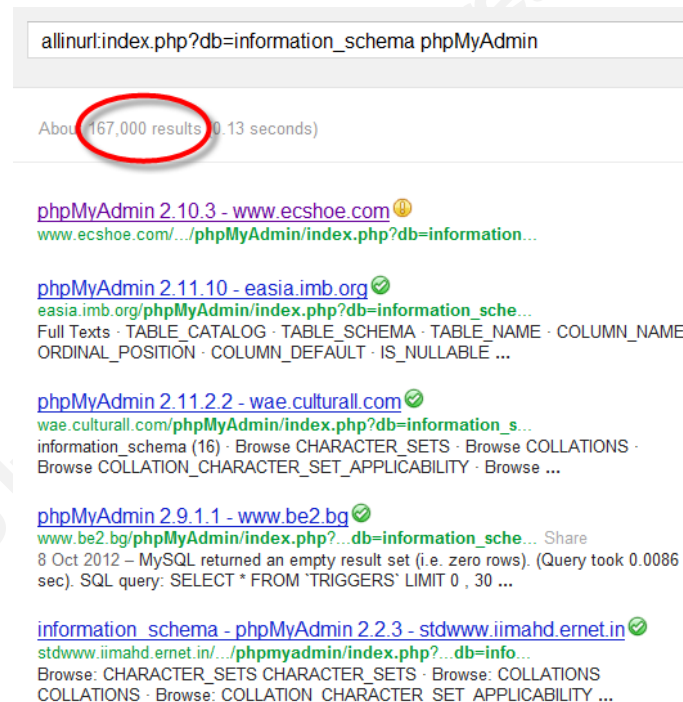 allinurl:index.php?db=information_schema phpMyAdmin
About 167,000 results (0.13 seconds)
phpMyAdmin 2.10.3 - www.ecshoe.com
www.ecshoe.com/.../phpMyAdmin/index.php?db=information...
phpMyAdmin 2.11.10 - easia.imb.org
easia.imb.org/phpMyAdmin/index.php?db=information_sche...
Full Texts · TABLE_CATALOG · TABLE_SCHEMA · TABLE_NAME · COLUMN_NAME
ORDINAL_POSITION · COLUMN_DEFAULT · IS_NULLABLE ...
phpMyAdmin 2.11.2.2 - wae.culturall.com
wae.culturall.com/phpMyAdmin/index.php?db=information_s...
information_schema (16) · Browse CHARACTER_SETS · Browse COLLATIONS ·
Browse COLLATION_CHARACTER_SET_APPLICABILITY · Browse ...
phpMyAdmin 2.9.1.1 - www.be2.bg
www.be2.bg/phpMyAdmin/index.php?...db=information_sche... Share
8 Oct 2012 – MySQL returned an empty result set (i.e. zero rows). (Query took 0.0086
sec). SQL query: SELECT * FROM `TRIGGERS` LIMIT 0 , 30 ...
information_schema - phpMyAdmin 2.2.3 - stdwww.iimahd.ernet.in
stdwww.iimahd.ernet.in/.../phpmyadmin/index.php?...db=info...
Browse: CHARACTER_SETS CHARACTER_SETS · Browse: COLLATIONS
COLLATIONS · Browse: COLLATION_CHARACTER_SET_APPLICABILITY ...